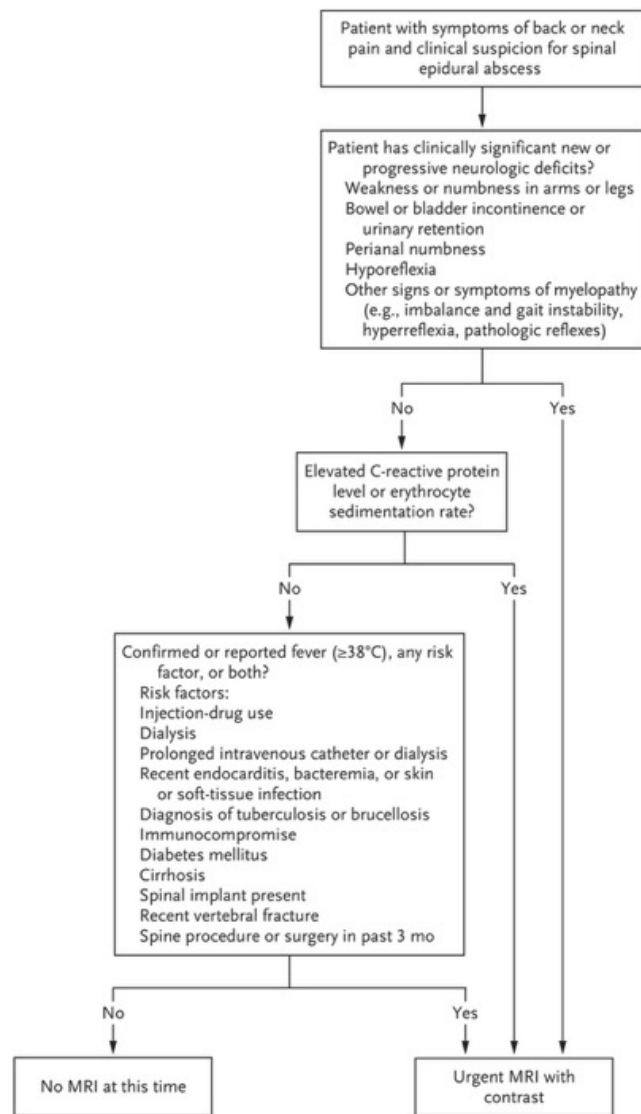 Patient with symptoms of back or neck
pain and clinical suspicion for spinal
epidural abscess
Patient has clinically significant new or
progressive neurologic deficits?
Weakness or numbness in arms or legs
Bowel or bladder incontinence or
urinary retention
Perianal numbness
Hyporeflexia
Other signs or symptoms of myelopathy
(e.g., imbalance and gait instability,
hyperreflexia, pathologic reflexes)
No
Yes
Elevated C-reactive protein
level or erythrocyte
sedimentation rate?
No
Yes
Confirmed or reported fever (≥38°C), any risk
factor, or both?
Risk factors:
Injection-drug use
Dialysis
Prolonged intravenous catheter or dialysis
Recent endocarditis, bacteremia, or skin
or soft-tissue infection
Diagnosis of tuberculosis or brucellosis
Immunocompromise
Diabetes mellitus
Cirrhosis
Spinal implant present
Recent vertebral fracture
Spine procedure or surgery in past 3 mo
No
Yes
No MRI at this time
Urgent MRI with
contrast